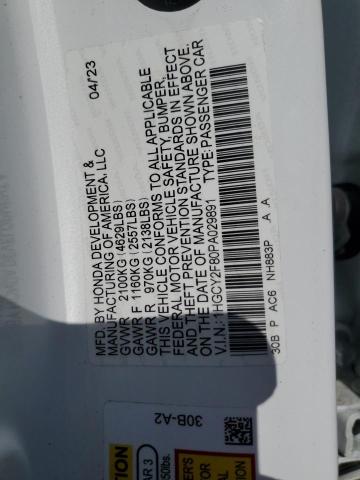 MFD. BY HONDA DEVELOPMENT & 04/23
MANUFACTURING OF AMERICA, LLC
GVWR 2100KG (4629LBS)
GAWR F 1160KG (2557LBS)
GAWR R 970KG (2138LBS)
THIS VEHICLE CONFORMS TO ALL APPLICABLE
FEDERAL MOTOR VEHICLE SAFETY, BUMPER,
AND THEFT PREVENTION STANDARDS IN EFFECT
ON THE DATE OF MANUFACTURE SHOWN ABOVE.
V.I.N.: 1HGCY2F80PA029891 TYPE: PASSENGER CAR
30B P AC6 NH883P A A
30B-A2